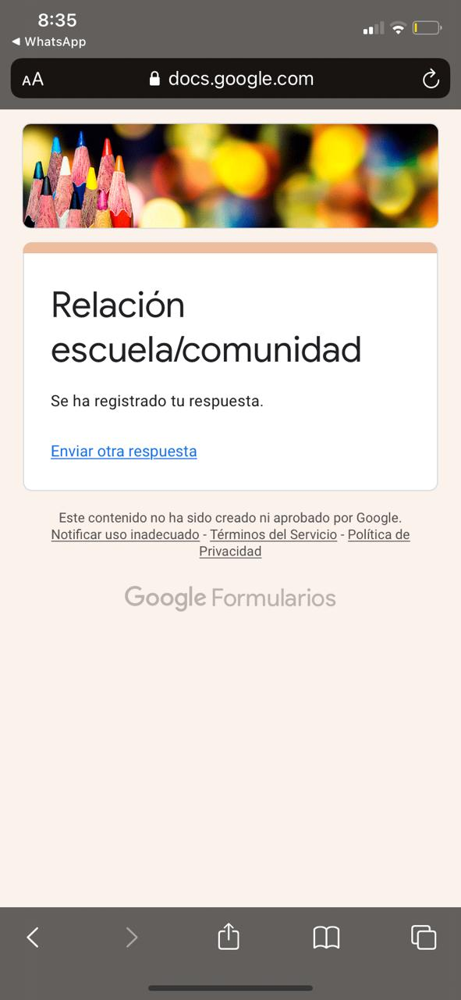 8:35
◀ WhatsApp
AA docs.google.com
Relación
escuela/comunidad
Se ha registrado tu respuesta.
Enviar otra respuesta
Este contenido no ha sido creado ni aprobado por Google.
Notificar uso inadecuado - Términos del Servicio - Política de
Privacidad
Google Formularios